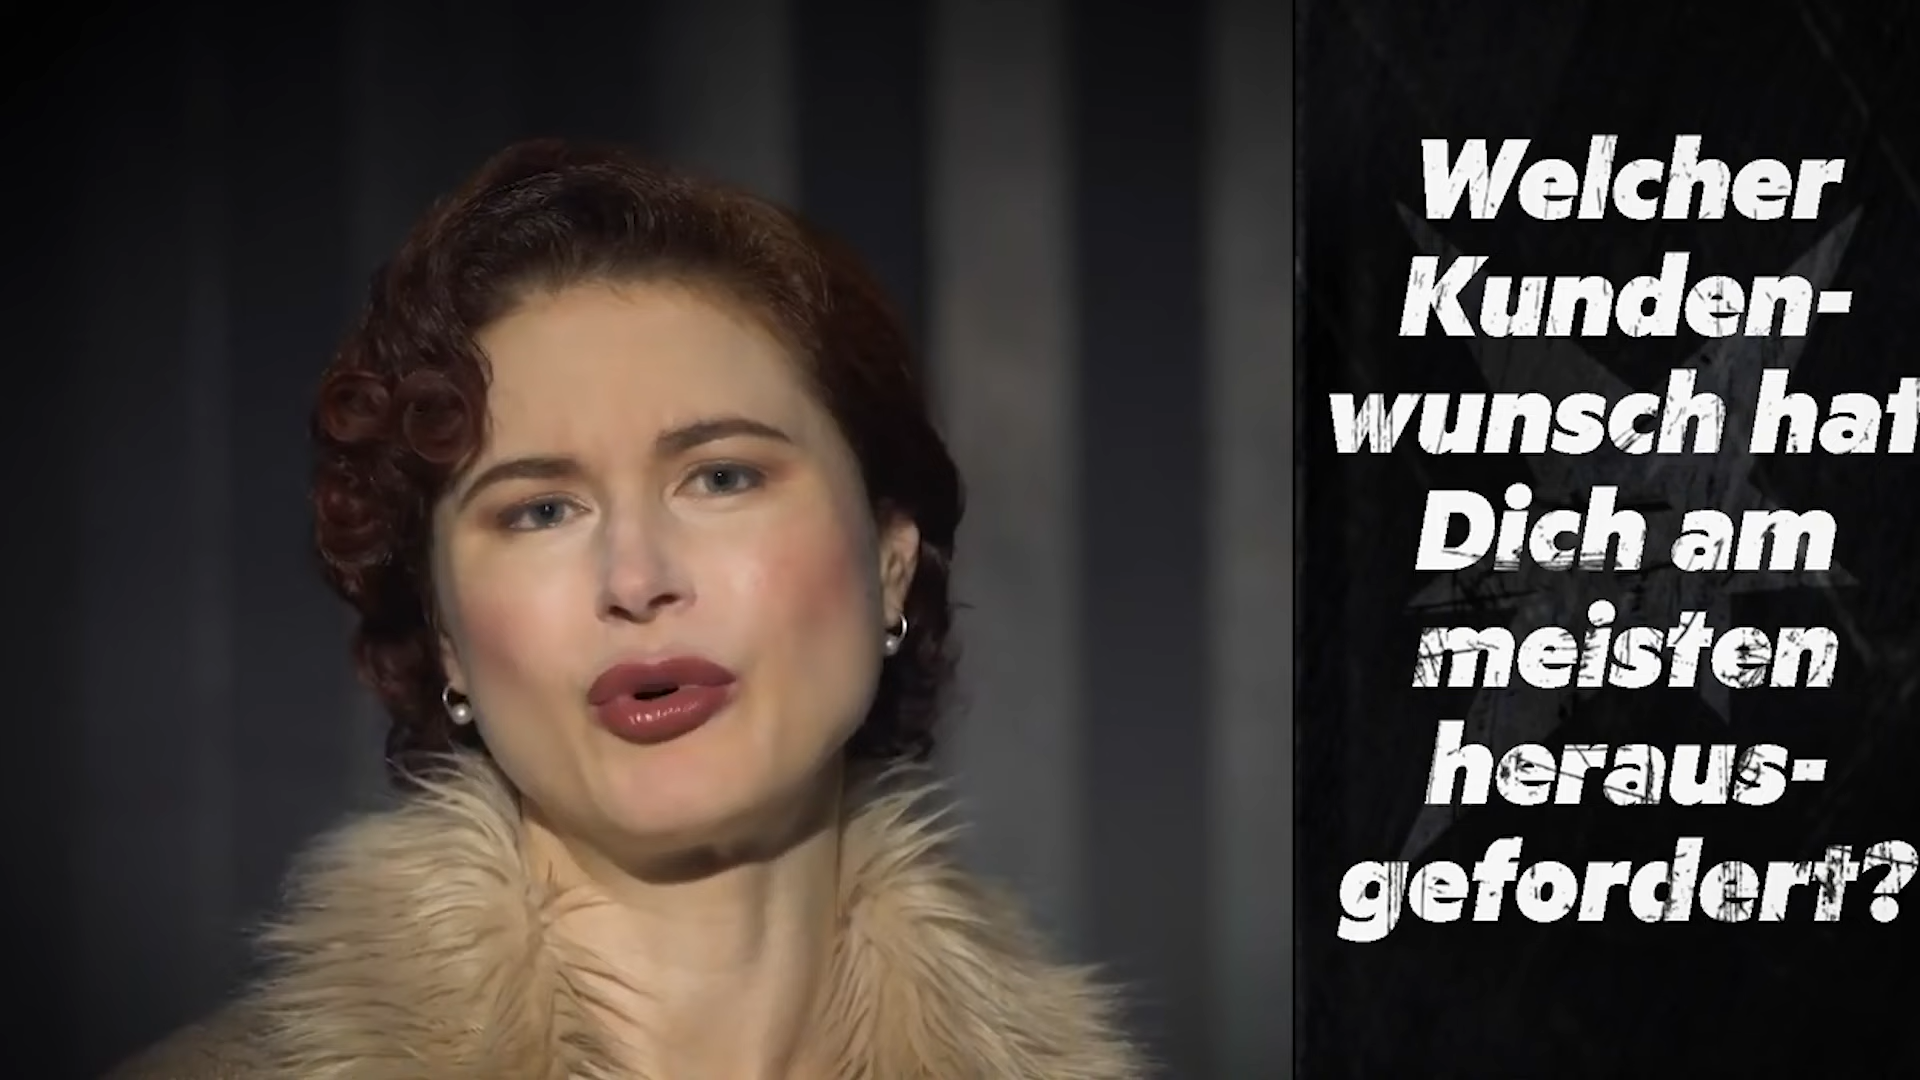 Welcher
Kunden-
wunsch hat
Dich am
meisten
heraus-
gefordert?